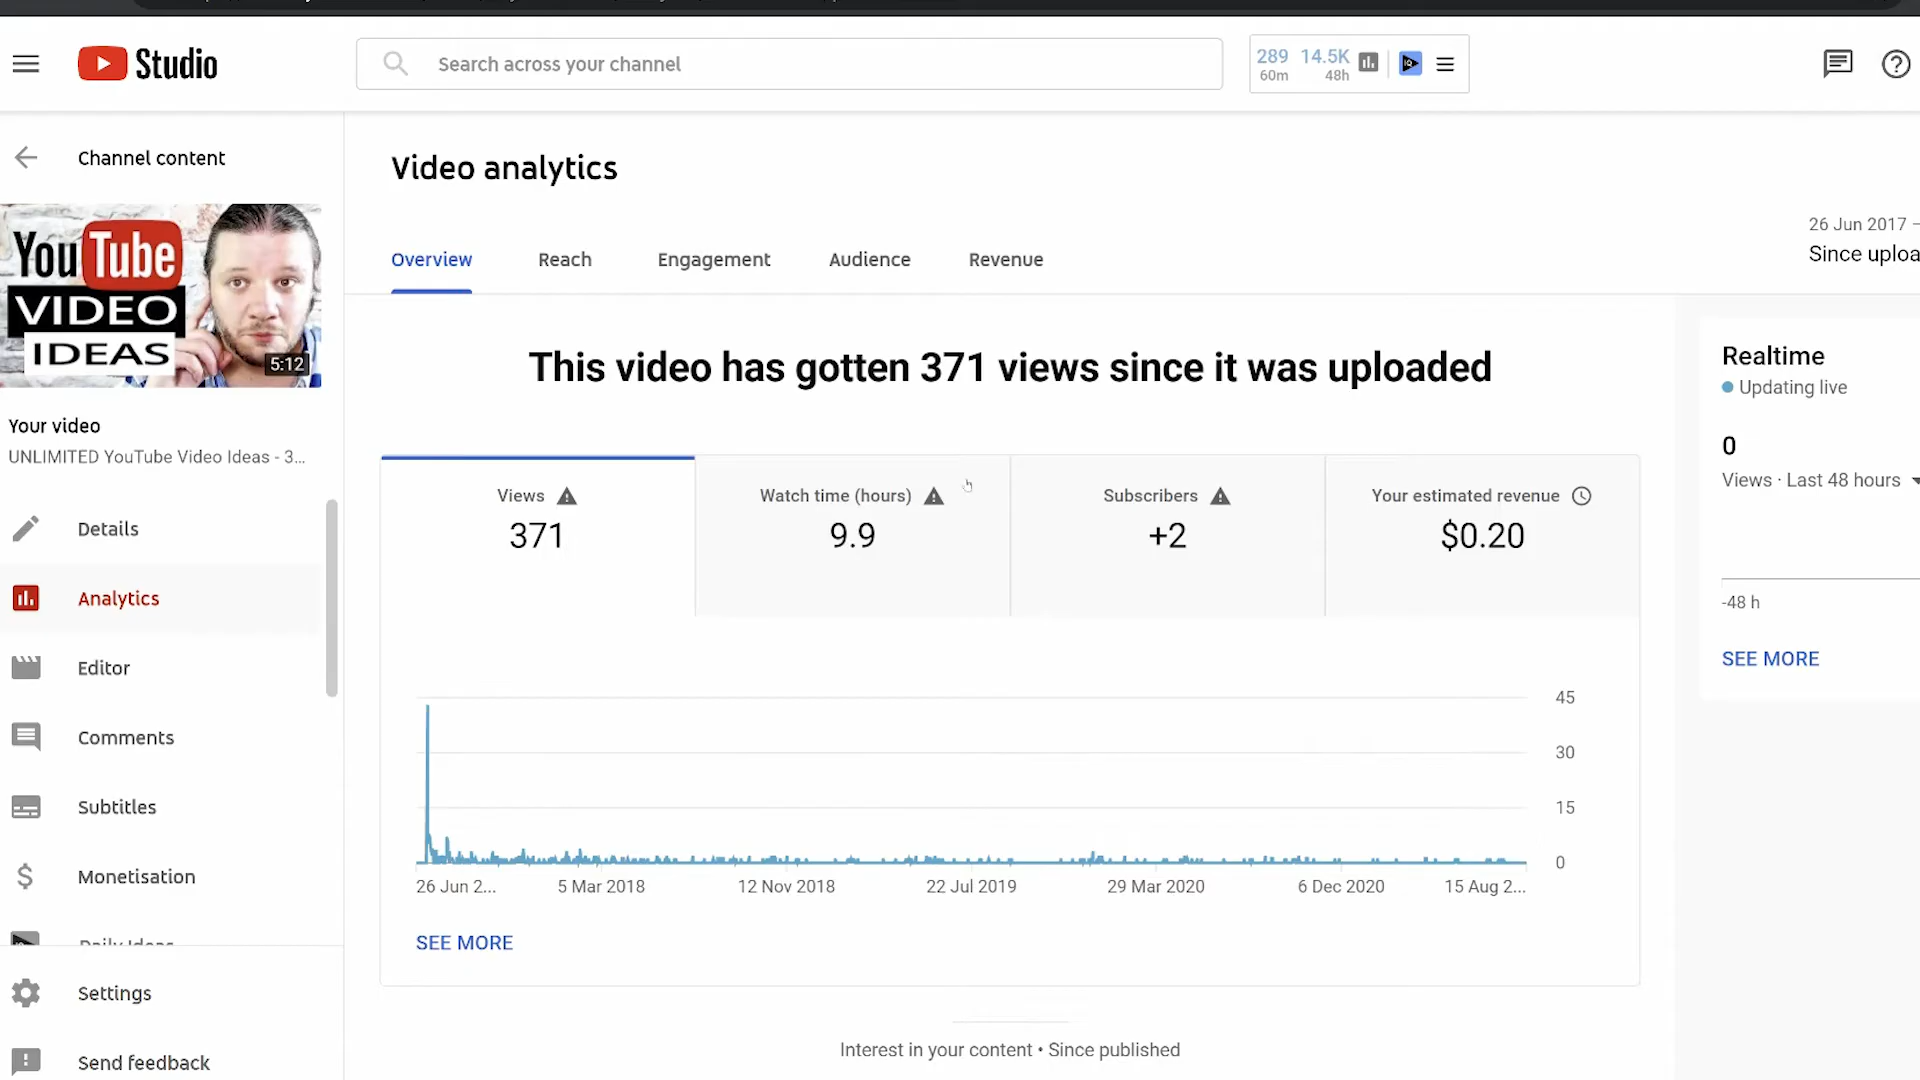 Studio
Search across your channel
289 14.5K
60m 48h
Channel content
YouTube
VIDEO
IDEAS
5:12
Your video
UNLIMITED YouTube Video Ideas - 3...
Details
Analytics
Editor
Comments
Subtitles
Monetisation
Daily Ideas
Settings
Send feedback
Video analytics
Overview Reach Engagement Audience Revenue
26 Jun 2017 –
Since uploa
This video has gotten 371 views since it was uploaded
Views Watch time (hours) Subscribers Your estimated revenue
371 9.9 +2 $0.20
45
30
15
0
26 Jun 2... 5 Mar 2018 12 Nov 2018 22 Jul 2019 29 Mar 2020 6 Dec 2020 15 Aug 2...
SEE MORE
Interest in your content • Since published
Realtime
Updating live
0
Views · Last 48 hours
-48 h
SEE MORE